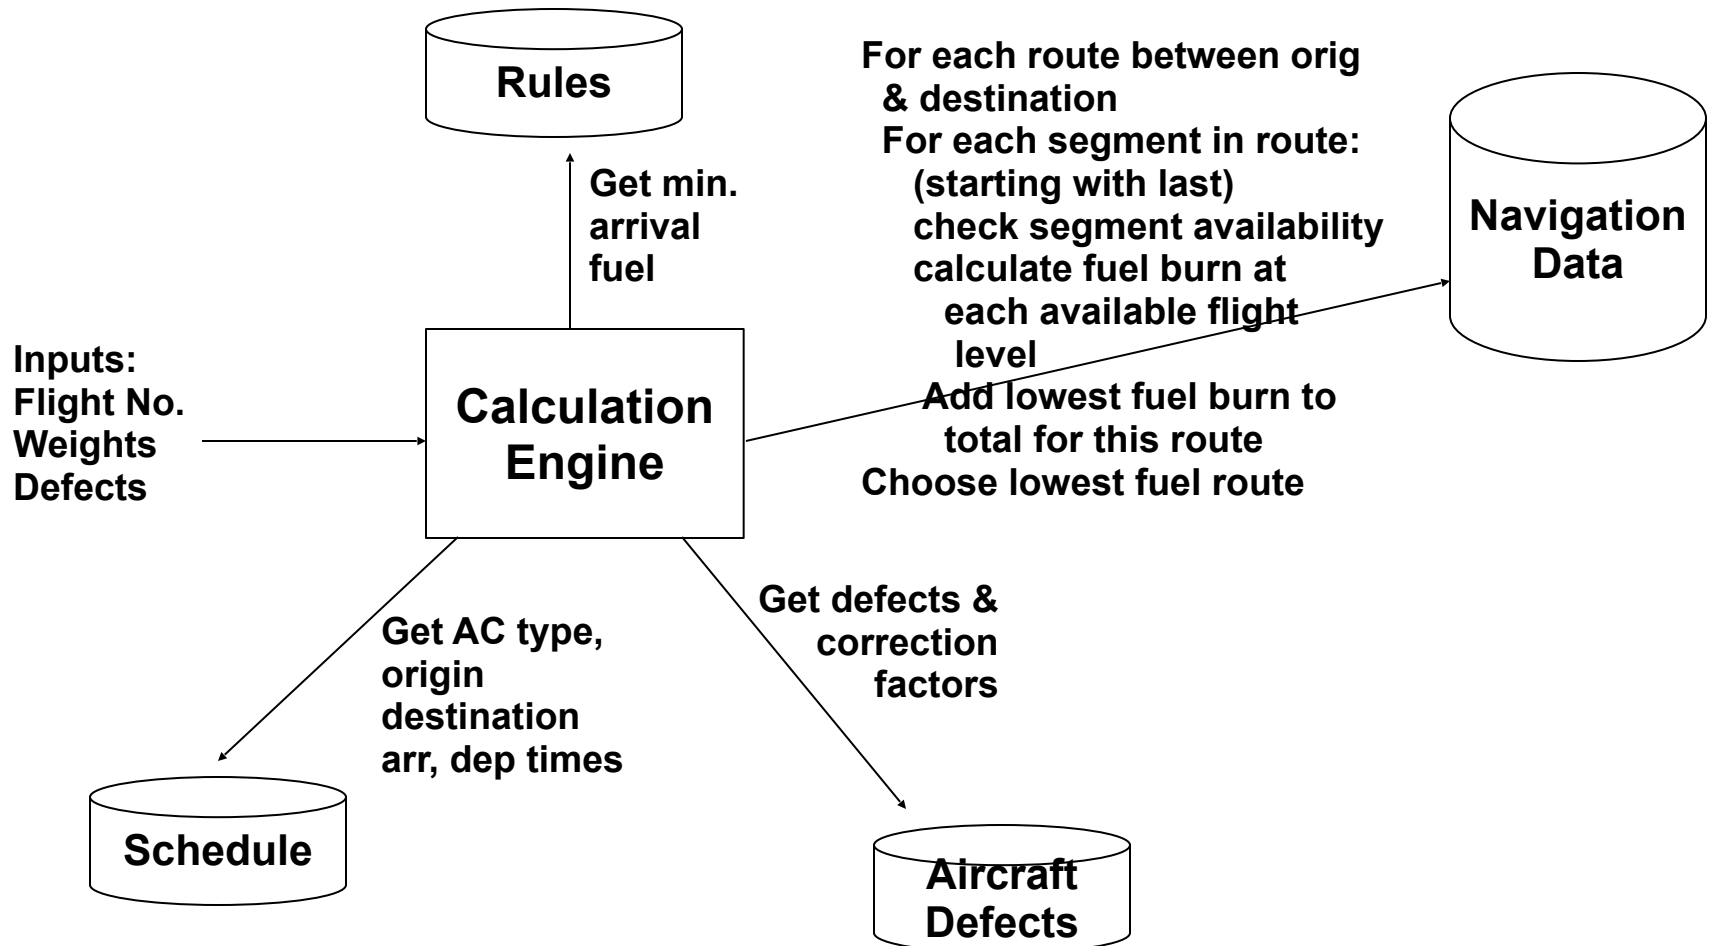 Rules
For each route between orig
& destination
For each segment in route:
(starting with last)
check segment availability
calculate fuel burn at
each available flight
level
Add lowest fuel burn to
total for this route
Choose lowest fuel route
Navigation
Data
Get min.
arrival
fuel
Inputs:
Flight No.
Weights
Defects
Calculation
Engine
Get AC type,
origin
destination
arr, dep times
Get defects &
correction
factors
Schedule
Aircraft
Defects